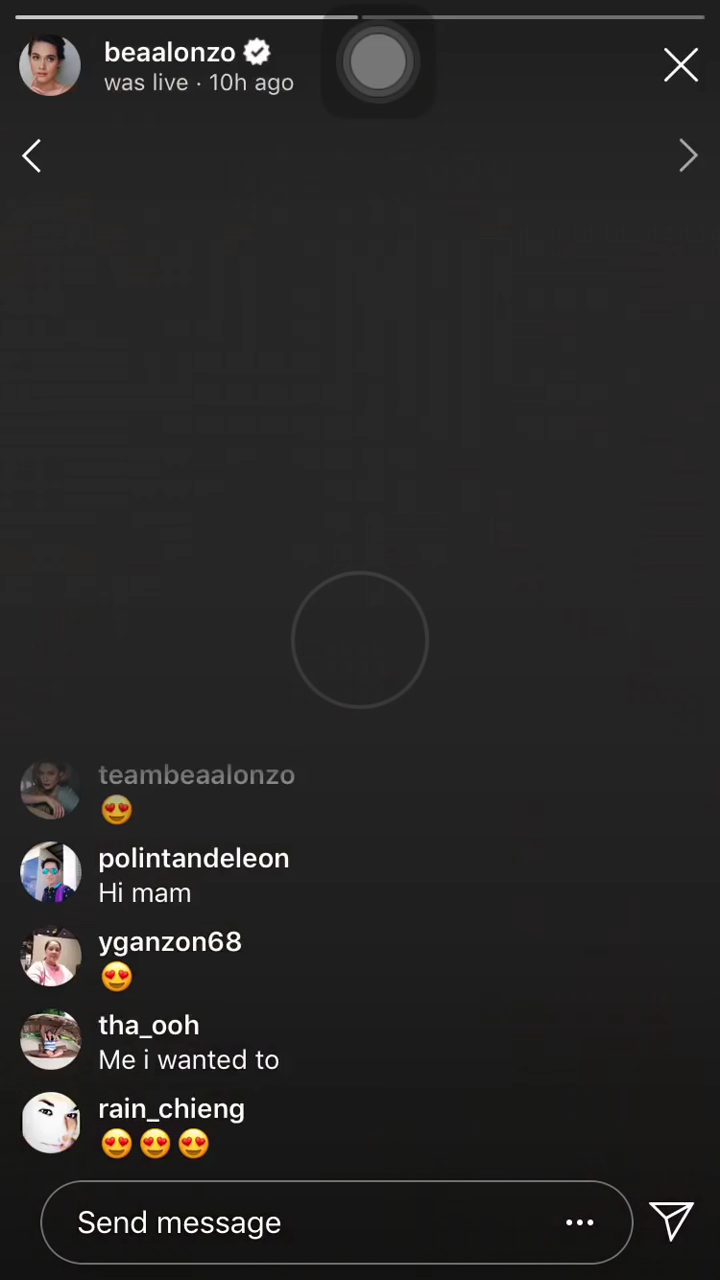 beaalonzo
was live · 10h ago
teambeaalonzo
😍
polintandeleon
Hi mam
yganzon68
😍
tha_ooh
Me i wanted to
rain_chieng
😍😍😍
Send message